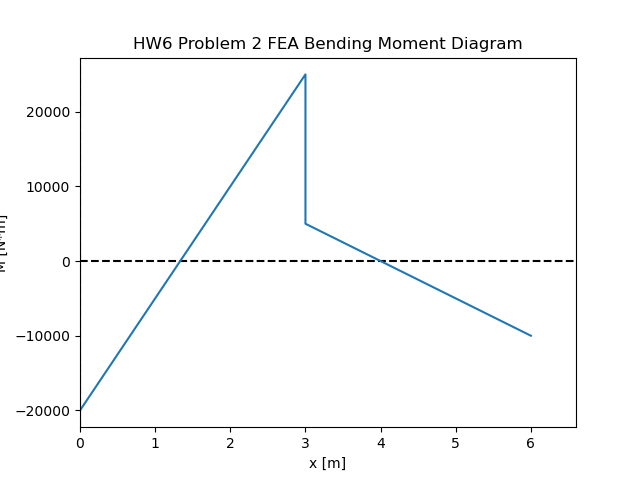 HW6 Problem 2 FEA Bending Moment Diagram
20000
10000
0
−10000
−20000
M [N*m]
0 1 2 3 4 5 6
x [m]